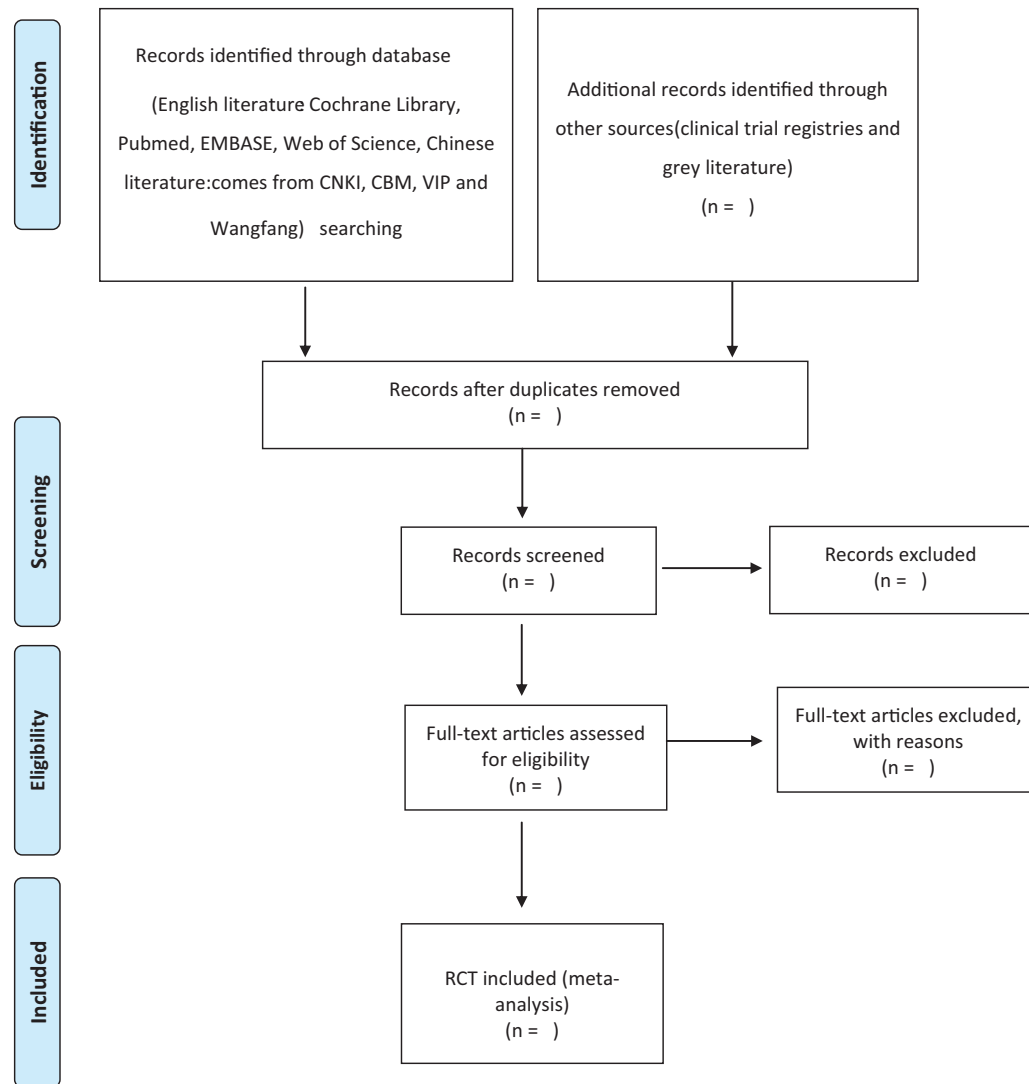 Identification
Records identified through database
(English literature Cochrane Library,
Pubmed, EMBASE, Web of Science, Chinese
literature:comes from CNKI, CBM, VIP and
Wangfang) searching
Additional records identified through
other sources(clinical trial registries and
grey literature)
(n = )
Records after duplicates removed
(n = )
Screening
Records screened
(n = )
Records excluded
(n = )
Eligibility
Full-text articles assessed
for eligibility
(n = )
Full-text articles excluded,
with reasons
(n = )
Included
RCT included (meta-
analysis)
(n = )